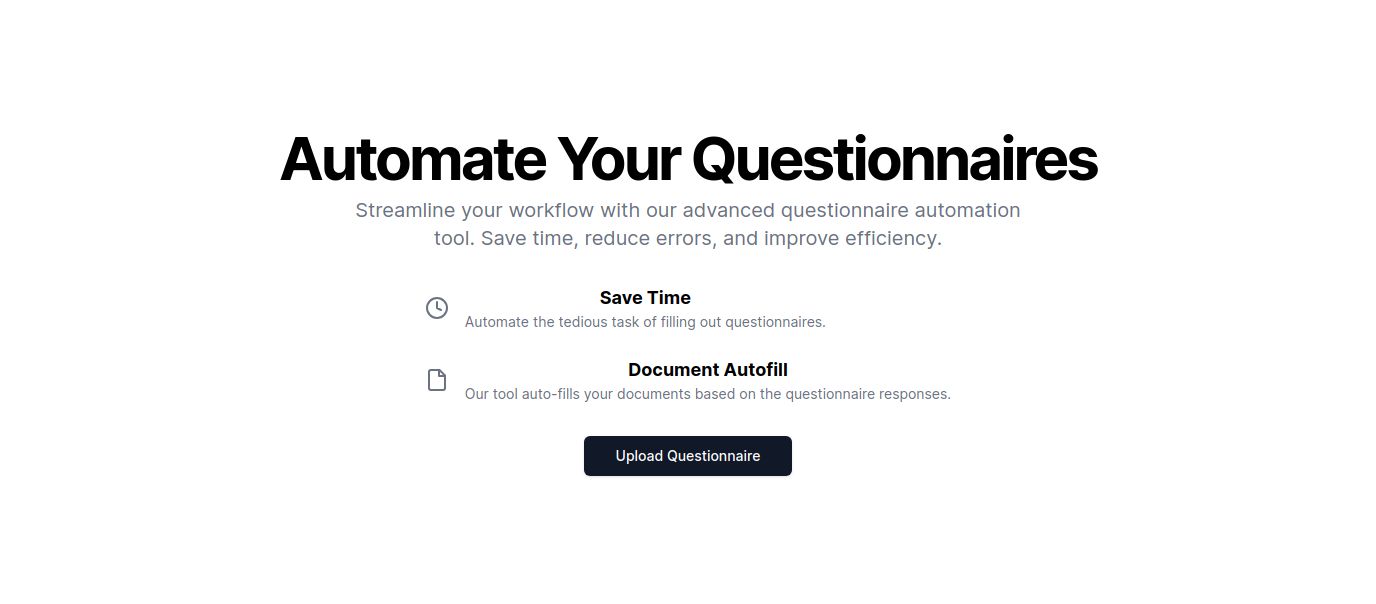 Automate Your Questionnaires
Streamline your workflow with our advanced questionnaire automation
tool. Save time, reduce errors, and improve efficiency.
Save Time
Automate the tedious task of filling out questionnaires.
Document Autofill
Our tool auto-fills your documents based on the questionnaire responses.
Upload Questionnaire